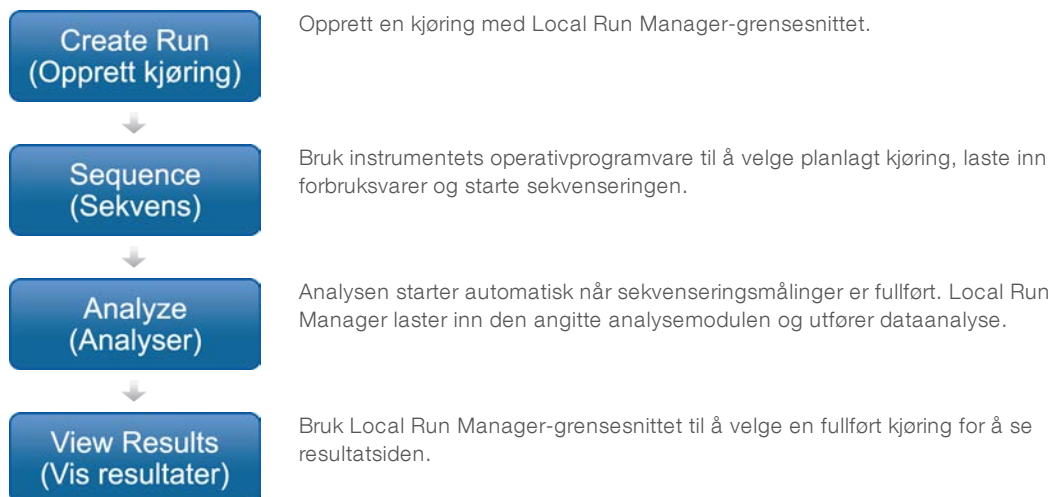 Create Run
(Opprett kjøring)
Opprett en kjøring med Local Run Manager-grensesnittet.
Sequence
(Sekvens)
Bruk instrumentets operativprogramvare til å velge planlagt kjøring, laste inn
forbruksvarer og starte sekvenseringen.
Analyze
(Analyser)
Analysen starter automatisk når sekvenseringsmålinger er fullført. Local Run
Manager laster inn den angitte analysemodulen og utfører dataanalyse.
View Results
(Vis resultater)
Bruk Local Run Manager-grensesnittet til å velge en fullført kjøring for å se
resultatsiden.